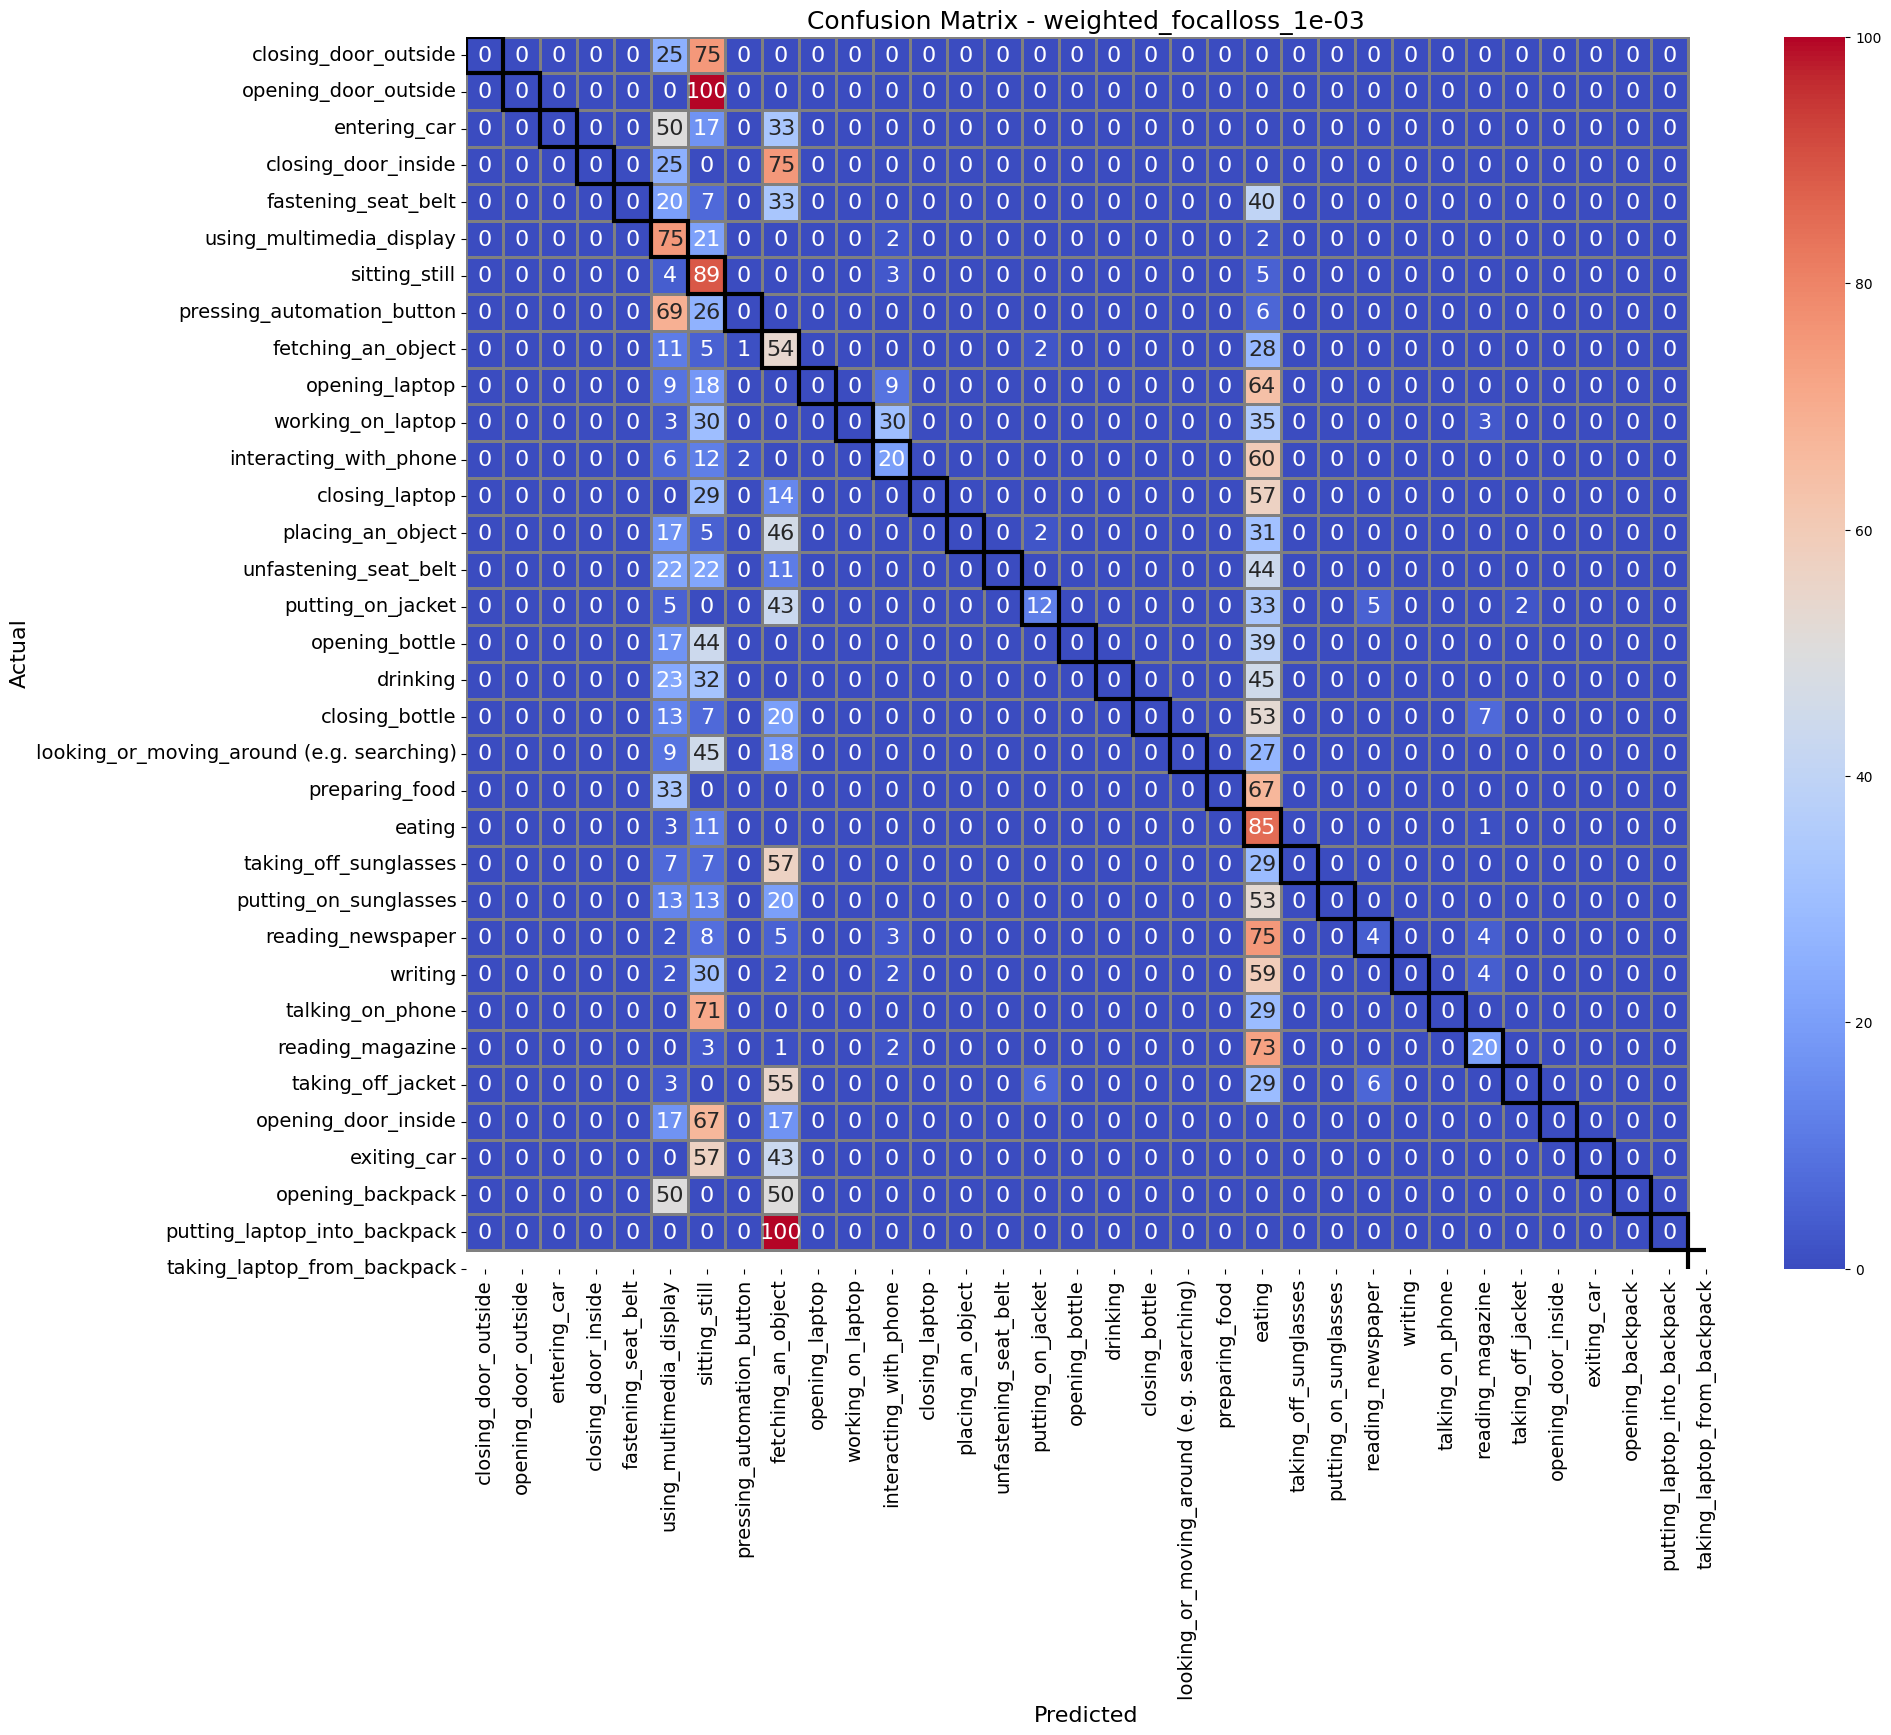 Confusion Matrix - weighted_focalloss_1e-03
closing_door_outside 0 0 0 0 0 25 75 0 0 0 0 0 0 0 0 0 0 0 0 0 0 0 0 0 0 0 0 0 0 0 0 0 0
opening_door_outside 0 0 0 0 0 0 100 0 0 0 0 0 0 0 0 0 0 0 0 0 0 0 0 0 0 0 0 0 0 0 0 0 0
entering_car 0 0 0 0 0 50 17 0 33 0 0 0 0 0 0 0 0 0 0 0 0 0 0 0 0 0 0 0 0 0 0 0 0
closing_door_inside 0 0 0 0 0 25 0 0 75 0 0 0 0 0 0 0 0 0 0 0 0 0 0 0 0 0 0 0 0 0 0 0 0
fastening_seat_belt 0 0 0 0 0 20 7 0 33 0 0 0 0 0 0 0 0 0 0 0 0 40 0 0 0 0 0 0 0 0 0 0 0
using_multimedia_display 0 0 0 0 0 75 21 0 0 0 0 2 0 0 0 0 0 0 0 0 0 2 0 0 0 0 0 0 0 0 0 0 0
sitting_still 0 0 0 0 0 4 89 0 0 0 0 3 0 0 0 0 0 0 0 0 0 5 0 0 0 0 0 0 0 0 0 0 0
pressing_automation_button 0 0 0 0 0 69 26 0 0 0 0 0 0 0 0 0 0 0 0 0 0 6 0 0 0 0 0 0 0 0 0 0 0
fetching_an_object 0 0 0 0 0 11 5 1 54 0 0 0 0 0 0 2 0 0 0 0 0 28 0 0 0 0 0 0 0 0 0 0 0
opening_laptop 0 0 0 0 0 9 18 0 0 0 0 9 0 0 0 0 0 0 0 0 0 64 0 0 0 0 0 0 0 0 0 0 0
working_on_laptop 0 0 0 0 0 3 30 0 0 0 0 30 0 0 0 0 0 0 0 0 0 35 0 0 0 0 0 3 0 0 0 0 0
interacting_with_phone 0 0 0 0 0 6 12 2 0 0 0 20 0 0 0 0 0 0 0 0 0 60 0 0 0 0 0 0 0 0 0 0 0
closing_laptop 0 0 0 0 0 0 29 0 14 0 0 0 0 0 0 0 0 0 0 0 0 57 0 0 0 0 0 0 0 0 0 0 0
placing_an_object 0 0 0 0 0 17 5 0 46 0 0 0 0 0 0 2 0 0 0 0 0 31 0 0 0 0 0 0 0 0 0 0 0
unfastening_seat_belt 0 0 0 0 0 22 22 0 11 0 0 0 0 0 0 0 0 0 0 0 0 44 0 0 0 0 0 0 0 0 0 0 0
putting_on_jacket 0 0 0 0 0 5 0 0 43 0 0 0 0 0 0 12 0 0 0 0 0 33 0 0 5 0 0 0 2 0 0 0 0
opening_bottle 0 0 0 0 0 17 44 0 0 0 0 0 0 0 0 0 0 0 0 0 0 39 0 0 0 0 0 0 0 0 0 0 0
drinking 0 0 0 0 0 23 32 0 0 0 0 0 0 0 0 0 0 0 0 0 0 45 0 0 0 0 0 0 0 0 0 0 0
closing_bottle 0 0 0 0 0 13 7 0 20 0 0 0 0 0 0 0 0 0 0 0 0 53 0 0 0 0 0 7 0 0 0 0 0
looking_or_moving_around (e.g. searching) 0 0 0 0 0 9 45 0 18 0 0 0 0 0 0 0 0 0 0 0 0 27 0 0 0 0 0 0 0 0 0 0 0
preparing_food 0 0 0 0 0 33 0 0 0 0 0 0 0 0 0 0 0 0 0 0 0 67 0 0 0 0 0 0 0 0 0 0 0
eating 0 0 0 0 0 3 11 0 0 0 0 0 0 0 0 0 0 0 0 0 0 85 0 0 0 0 0 1 0 0 0 0 0
taking_off_sunglasses 0 0 0 0 0 7 7 0 57 0 0 0 0 0 0 0 0 0 0 0 0 29 0 0 0 0 0 0 0 0 0 0 0
putting_on_sunglasses 0 0 0 0 0 13 13 0 20 0 0 0 0 0 0 0 0 0 0 0 0 53 0 0 0 0 0 0 0 0 0 0 0
reading_newspaper 0 0 0 0 0 2 8 0 5 0 0 3 0 0 0 0 0 0 0 0 0 75 0 0 4 0 0 4 0 0 0 0 0
writing 0 0 0 0 0 2 30 0 2 0 0 2 0 0 0 0 0 0 0 0 0 59 0 0 0 0 0 4 0 0 0 0 0
talking_on_phone 0 0 0 0 0 0 71 0 0 0 0 0 0 0 0 0 0 0 0 0 0 29 0 0 0 0 0 0 0 0 0 0 0
reading_magazine 0 0 0 0 0 0 3 0 1 0 0 2 0 0 0 0 0 0 0 0 0 73 0 0 0 0 0 20 0 0 0 0 0
taking_off_jacket 0 0 0 0 0 3 0 0 55 0 0 0 0 0 0 6 0 0 0 0 0 29 0 0 6 0 0 0 0 0 0 0 0
opening_door_inside 0 0 0 0 0 17 67 0 17 0 0 0 0 0 0 0 0 0 0 0 0 0 0 0 0 0 0 0 0 0 0 0 0
exiting_car 0 0 0 0 0 0 57 0 43 0 0 0 0 0 0 0 0 0 0 0 0 0 0 0 0 0 0 0 0 0 0 0 0
opening_backpack 0 0 0 0 0 50 0 0 50 0 0 0 0 0 0 0 0 0 0 0 0 0 0 0 0 0 0 0 0 0 0 0 0
putting_laptop_into_backpack 0 0 0 0 0 0 0 0 100 0 0 0 0 0 0 0 0 0 0 0 0 0 0 0 0 0 0 0 0 0 0 0 0
taking_laptop_from_backpack
Actual
closing_door_outside
opening_door_outside
entering_car
closing_door_inside
fastening_seat_belt
using_multimedia_display
sitting_still
pressing_automation_button
fetching_an_object
opening_laptop
working_on_laptop
interacting_with_phone
closing_laptop
placing_an_object
unfastening_seat_belt
putting_on_jacket
opening_bottle
drinking
closing_bottle
looking_or_moving_around (e.g. searching)
preparing_food
eating
taking_off_sunglasses
putting_on_sunglasses
reading_newspaper
writing
talking_on_phone
reading_magazine
taking_off_jacket
opening_door_inside
exiting_car
opening_backpack
putting_laptop_into_backpack
taking_laptop_from_backpack
Predicted
100
80
60
40
20
0